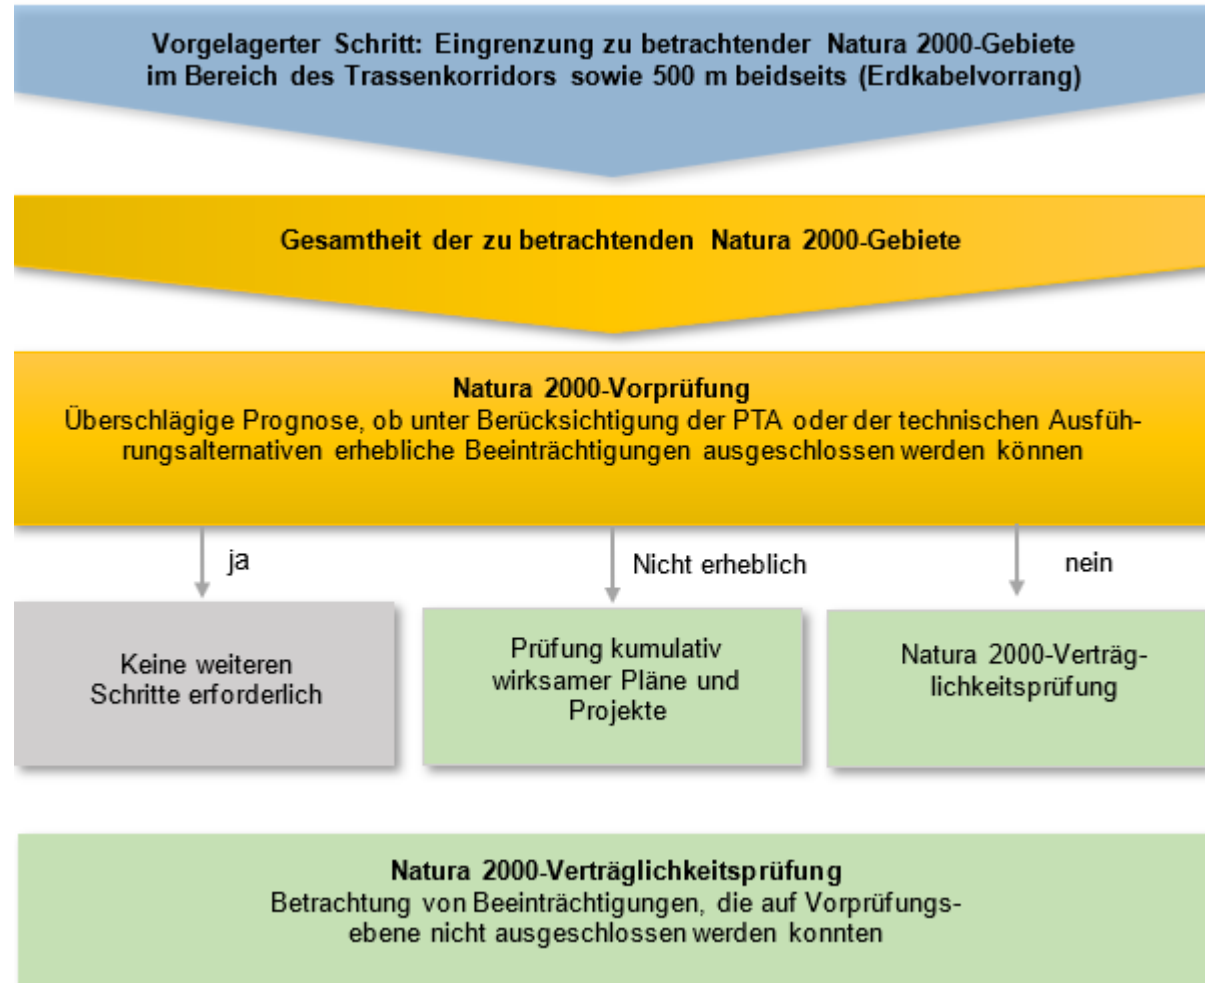 Vorgelagerter Schritt: Eingrenzung zu betrachtender Natura 2000-Gebiete
im Bereich des Trassenkorridors sowie 500 m beidseits (Erdkabelvorrang)
Gesamtheit der zu betrachtenden Natura 2000-Gebiete
Natura 2000-Vorprüfung
Überschlägige Prognose, ob unter Berücksichtigung der PTA oder der technischen Ausfüh-
rungsalternativen erhebliche Beeinträchtigungen ausgeschlossen werden können
ja
Nicht erheblich
nein
Keine weiteren
Schritte erforderlich
Prüfung kumulativ
wirksamer Pläne und
Projekte
Natura 2000-Verträg-
lichkeitsprüfung
Natura 2000-Verträglichkeitsprüfung
Betrachtung von Beeinträchtigungen, die auf Vorprüfungs-
ebene nicht ausgeschlossen werden konnten